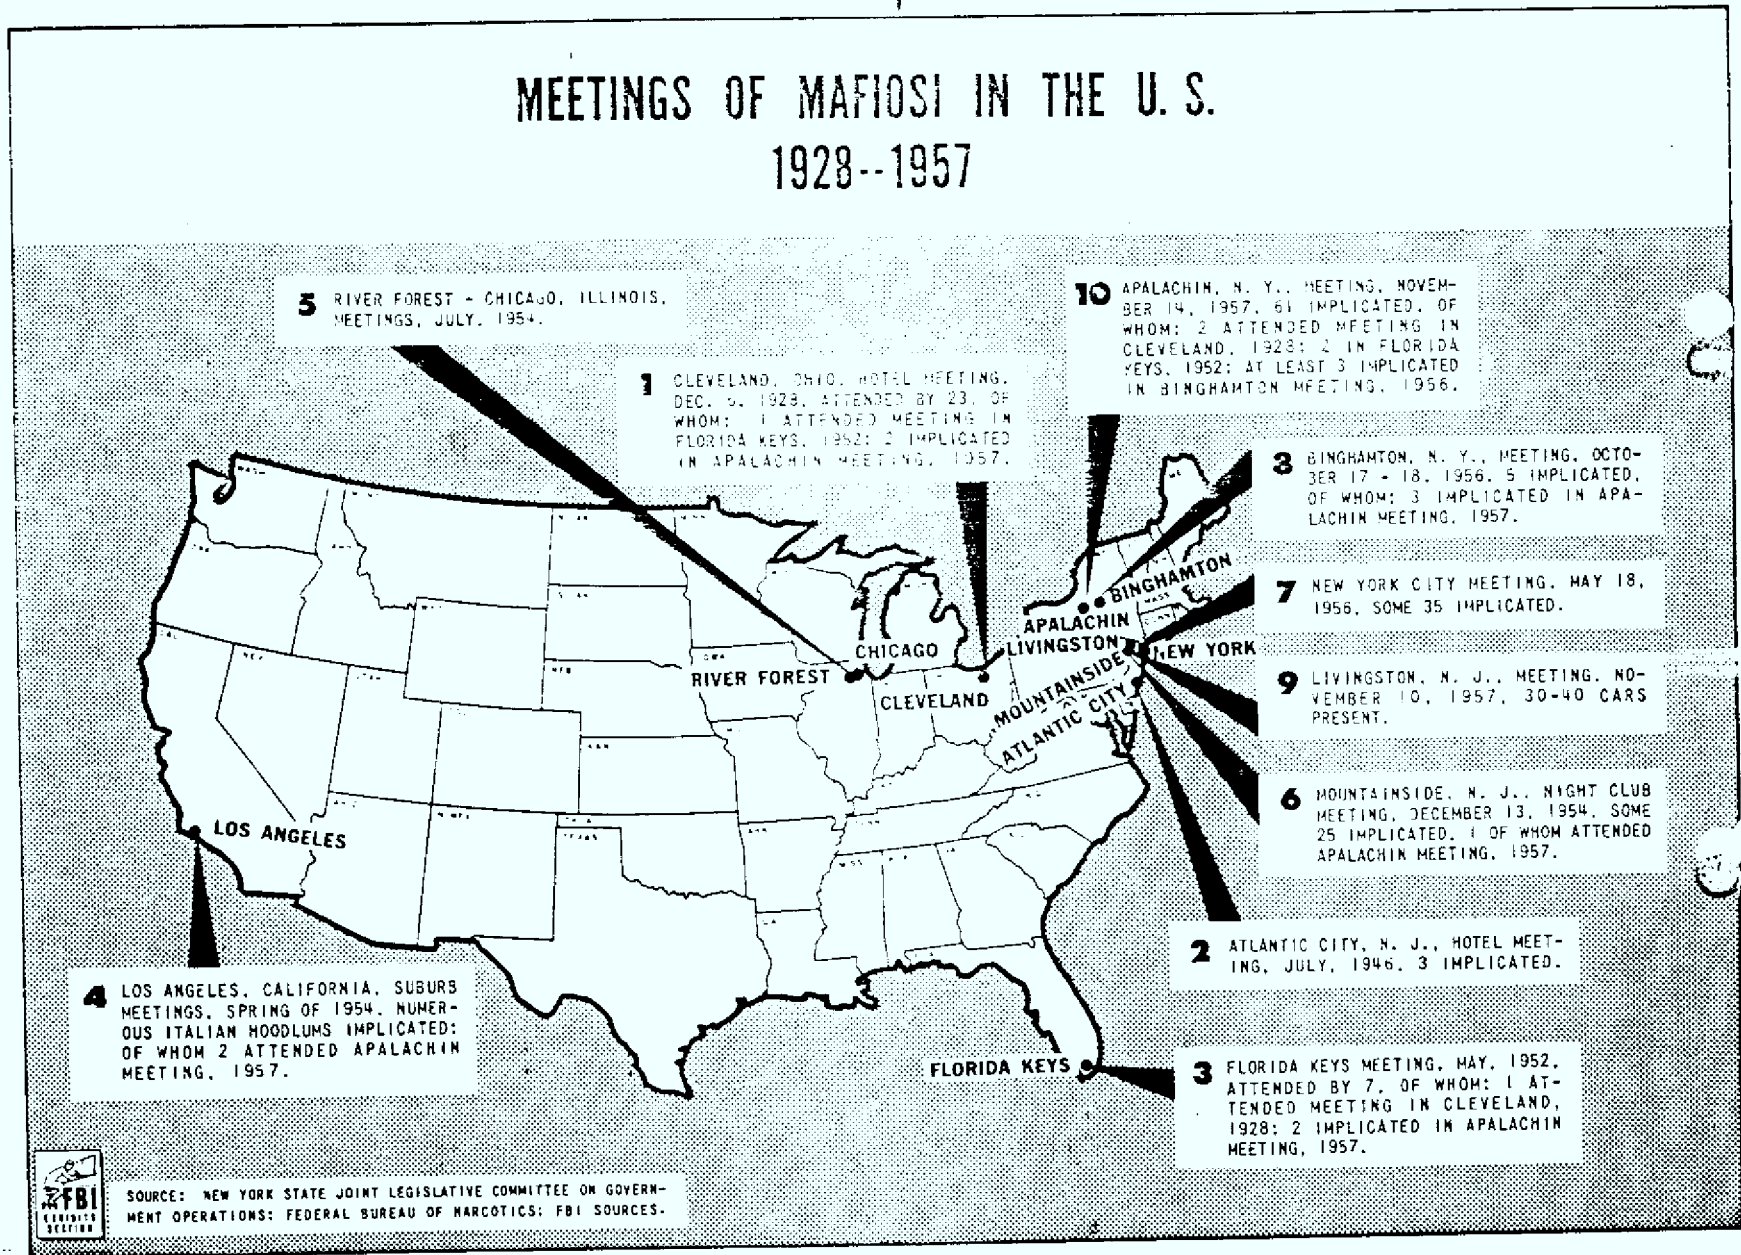 MEETINGS OF MAFIOSI IN THE U. S.
1928--1957
5 RIVER FOREST - CHICAGO, ILLINOIS,
MEETINGS, JULY, 1954.
10 APALACHIN, N. Y., MEETING, NOVEM-
BER 14, 1957, 61 IMPLICATED, OF
WHOM: 2 ATTENDED MEETING IN
CLEVELAND, 1928; 2 IN FLORIDA
KEYS, 1952; AT LEAST 3 IMPLICATED
IN BINGHAMTON MEETING, 1956.
1 CLEVELAND, OHIO, HOTEL MEETING,
DEC. 1928, ATTENDED BY 23, OF
WHOM: 1 ATTENDED MEETING IN
FLORIDA KEYS, 1952; 2 IMPLICATED
IN APALACHIN MEETING, 1957.
8 BINGHAMTON, N. Y., MEETING, OCTO-
BER 17 - 18, 1956, 5 IMPLICATED,
OF WHOM: 3 IMPLICATED IN APA-
LACHIN MEETING, 1957.
7 NEW YORK CITY MEETING, MAY 18,
1956, SOME 35 IMPLICATED.
9 LIVINGSTON, N. J., MEETING, NO-
VEMBER 10, 1957, 30-40 CARS
PRESENT.
6 MOUNTAINSIDE, N. J., NIGHT CLUB
MEETING, DECEMBER 13, 1954, SOME
25 IMPLICATED, 1 OF WHOM ATTENDED
APALACHIN MEETING, 1957.
2 ATLANTIC CITY, N. J., HOTEL MEET-
ING, JULY, 1946, 3 IMPLICATED.
3 FLORIDA KEYS MEETING, MAY, 1952,
ATTENDED BY 7, OF WHOM: 1 AT-
TENDED MEETING IN CLEVELAND,
1928; 2 IMPLICATED IN APALACHIN
MEETING, 1957.
4 LOS ANGELES, CALIFORNIA, SUBURB
MEETINGS, SPRING OF 1954, NUMER-
OUS ITALIAN HOODLUMS IMPLICATED;
OF WHOM 2 ATTENDED APALACHIN
MEETING, 1957.
BINGHAMTON
APALACHIN
LIVINGSTON
NEW YORK
CHICAGO
RIVER FOREST
CLEVELAND
MOUNTAINSIDE
ATLANTIC CITY
LOS ANGELES
FLORIDA KEYS
CAL.
NEV.
UTAH
NEB.
KAN.
N. MEX.
TEXAS
FBI
EXHIBITS
SECTION
SOURCE: NEW YORK STATE JOINT LEGISLATIVE COMMITTEE ON GOVERN-
MENT OPERATIONS; FEDERAL BUREAU OF NARCOTICS; FBI SOURCES.